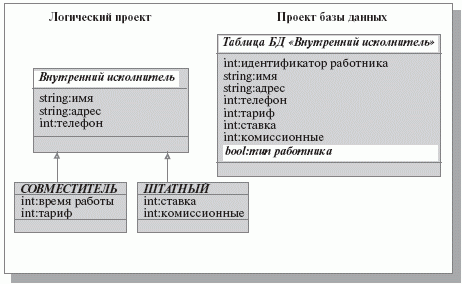 Логический проект
Проект базы данных
Внутренний исполнитель
string:имя
string:адрес
int:телефон
СОВМЕСТИТЕЛЬ
int:время работы
int:тариф
ШТАТНЫЙ
int:ставка
int:комиссионные
Таблица БД «Внутренний исполнитель»
int:идентификатор работника
string:имя
string:адрес
int:телефон
int:тариф
int:ставка
int:комиссионные
bool:тип работника